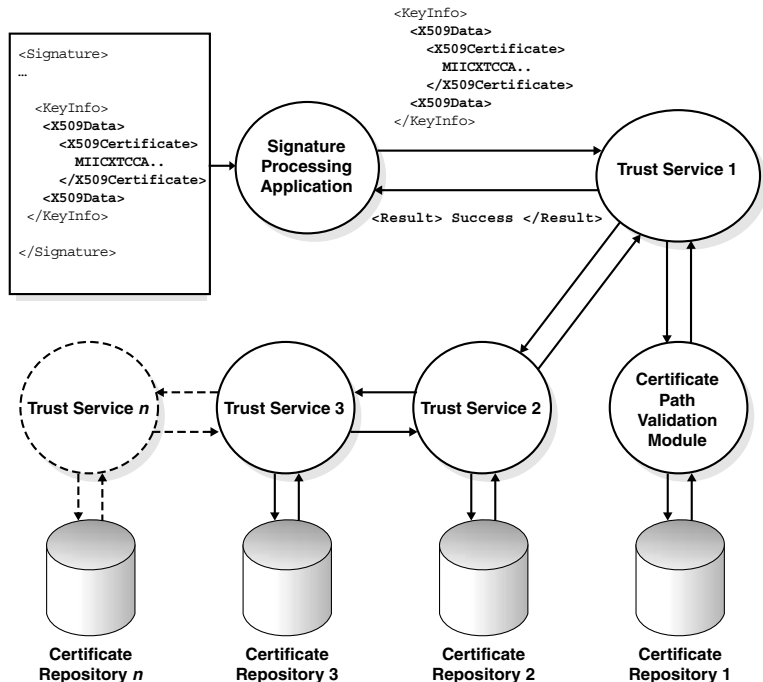 <Signature>
…
<KeyInfo>
<X509Data>
<X509Certificate>
MIICXTCCA..
</X509Certificate>
<X509Data>
</KeyInfo>
</Signature>
<KeyInfo>
<X509Data>
<X509Certificate>
MIICXTCCA..
</X509Certificate>
<X509Data>
</KeyInfo>
Signature
Processing
Application
Trust Service 1
<Result> Success </Result>
Trust Service n
Trust Service 3
Trust Service 2
Certificate
Path
Validation
Module
Certificate
Repository n
Certificate
Repository 3
Certificate
Repository 2
Certificate
Repository 1